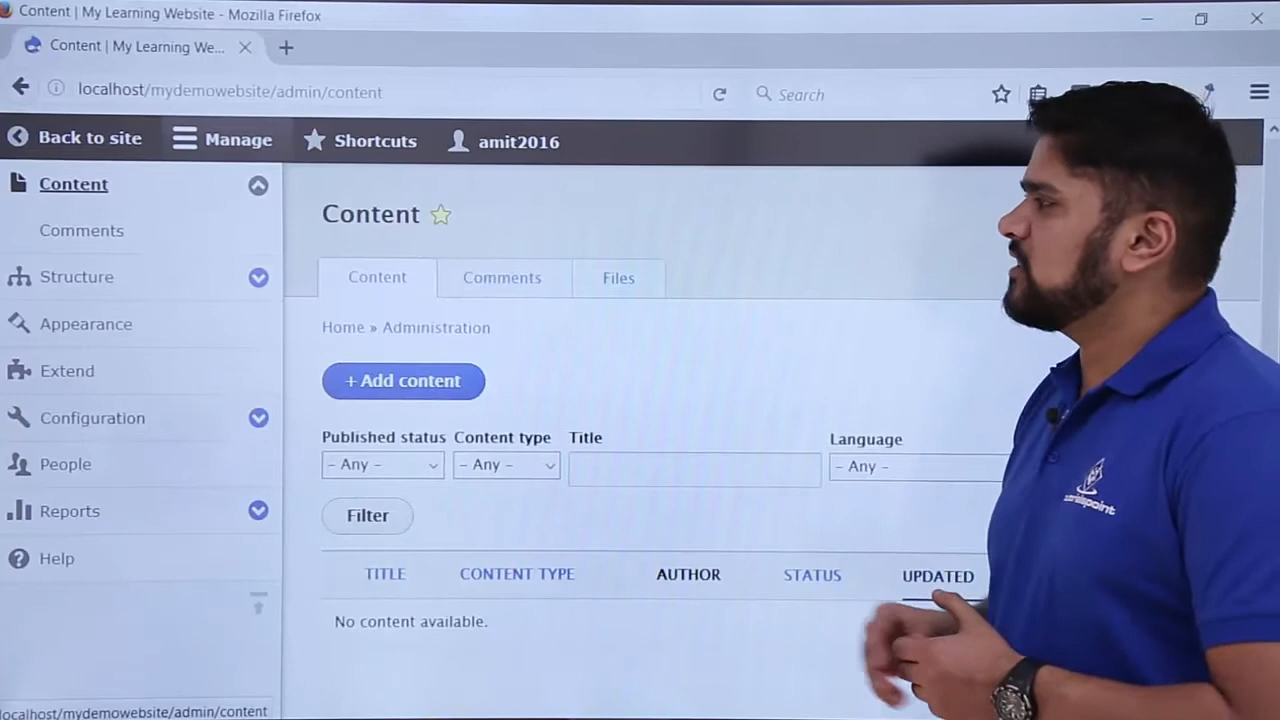 Content | My Learning Website - Mozilla Firefox
Content | My Learning We...
localhost/mydemowebsite/admin/content
Search
Back to site
Manage
Shortcuts
amit2016
Content
Comments
Structure
Appearance
Extend
Configuration
People
Reports
Help
Content
Content
Comments
Files
Home » Administration
+ Add content
Published status
Content type
Title
Language
- Any -
- Any -
- Any -
Filter
TITLE
CONTENT TYPE
AUTHOR
STATUS
UPDATED
No content available.
localhost/mydemowebsite/admin/content
tutorialspoint